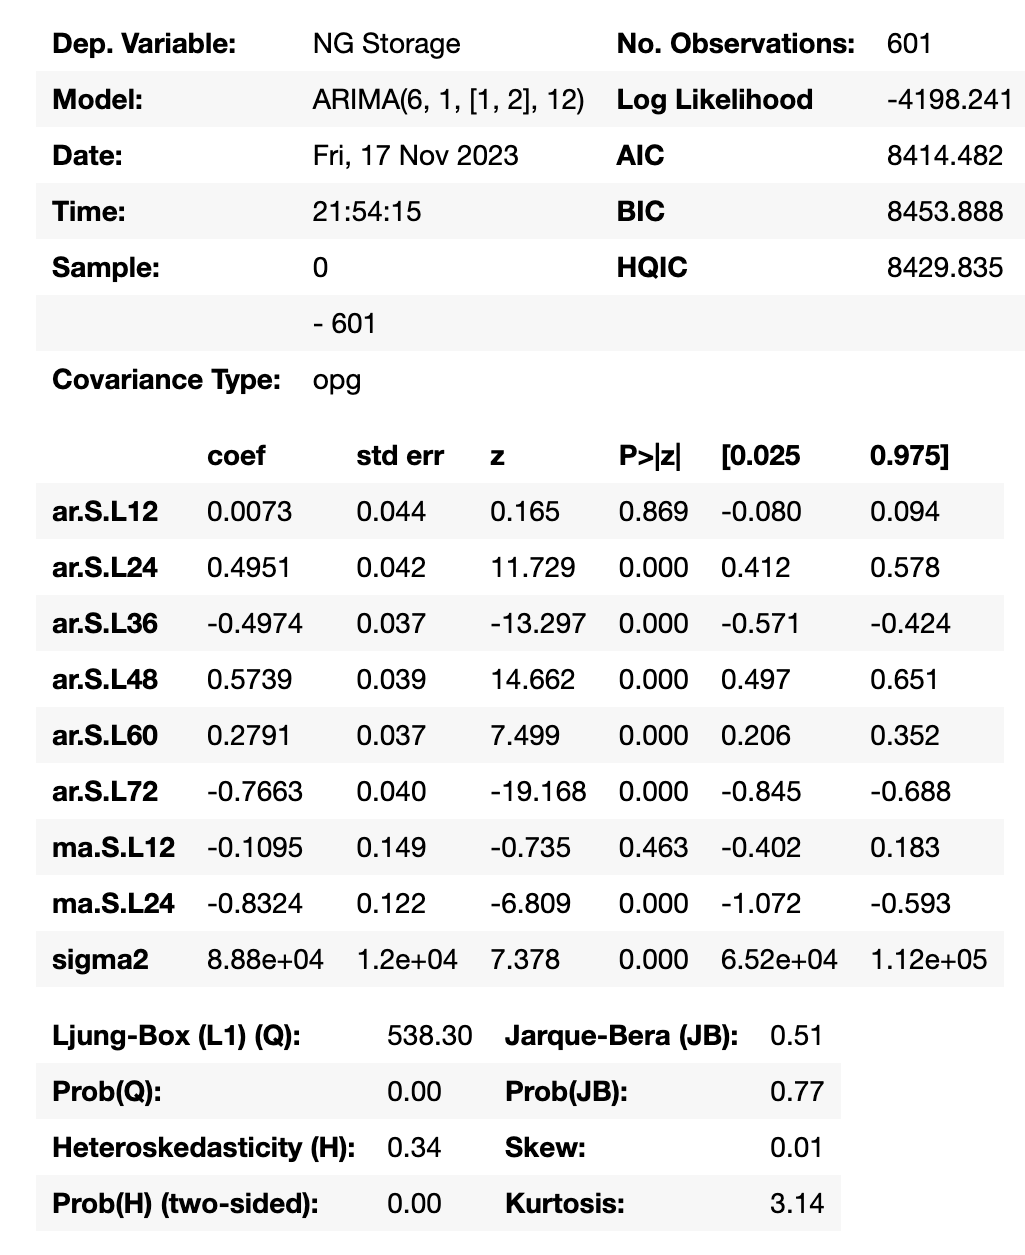 Dep. Variable: NG Storage No. Observations: 601
Model: ARIMA(6, 1, [1, 2], 12) Log Likelihood -4198.241
Date: Fri, 17 Nov 2023 AIC 8414.482
Time: 21:54:15 BIC 8453.888
Sample: 0 HQIC 8429.835
- 601
Covariance Type: opg
coef std err z P>|z| [0.025 0.975]
ar.S.L12 0.0073 0.044 0.165 0.869 -0.080 0.094
ar.S.L24 0.4951 0.042 11.729 0.000 0.412 0.578
ar.S.L36 -0.4974 0.037 -13.297 0.000 -0.571 -0.424
ar.S.L48 0.5739 0.039 14.662 0.000 0.497 0.651
ar.S.L60 0.2791 0.037 7.499 0.000 0.206 0.352
ar.S.L72 -0.7663 0.040 -19.168 0.000 -0.845 -0.688
ma.S.L12 -0.1095 0.149 -0.735 0.463 -0.402 0.183
ma.S.L24 -0.8324 0.122 -6.809 0.000 -1.072 -0.593
sigma2 8.88e+04 1.2e+04 7.378 0.000 6.52e+04 1.12e+05
Ljung-Box (L1) (Q): 538.30 Jarque-Bera (JB): 0.51
Prob(Q): 0.00 Prob(JB): 0.77
Heteroskedasticity (H): 0.34 Skew: 0.01
Prob(H) (two-sided): 0.00 Kurtosis: 3.14